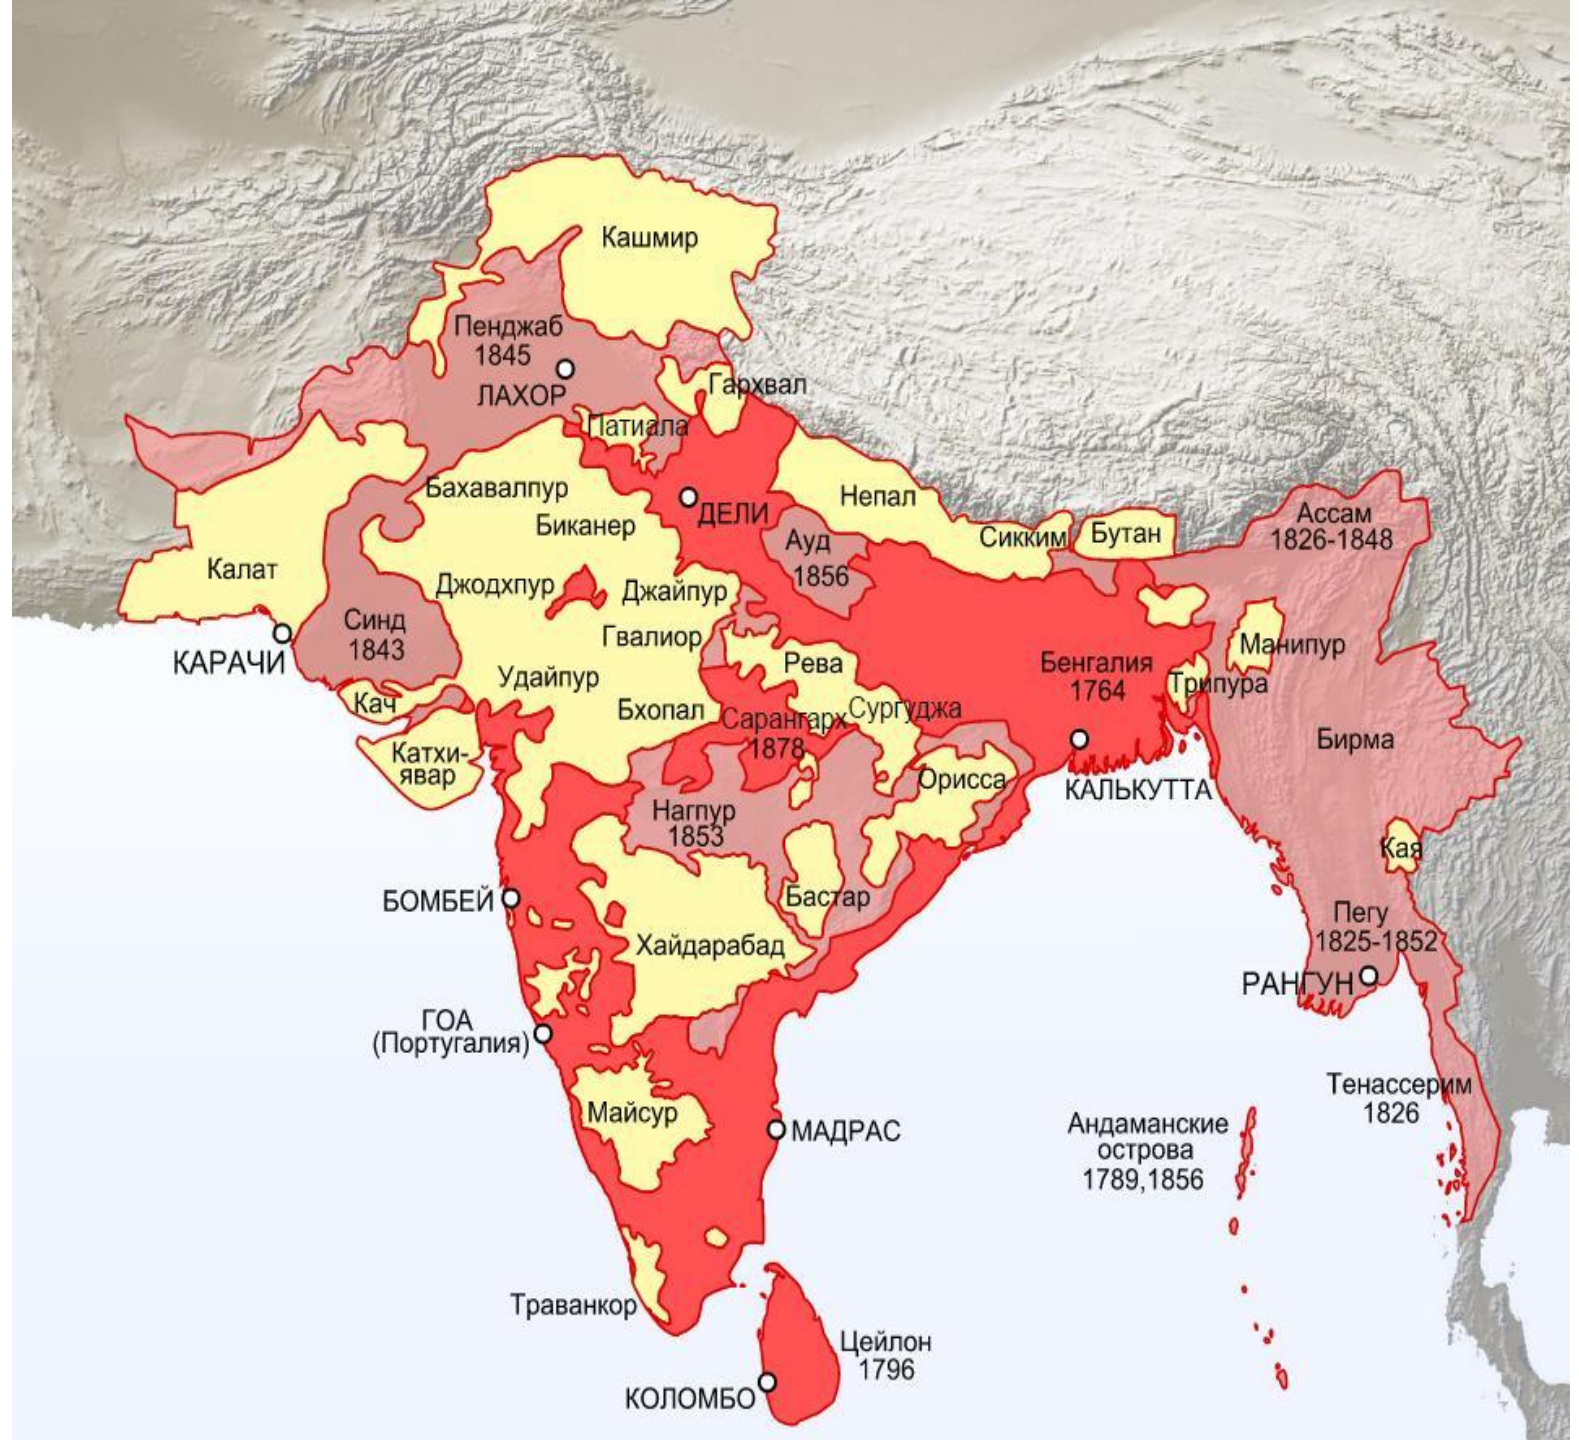 Кашмир
Пенджаб
1845
ЛАХОР
Гархвал
Патиала
Бахавалпур
Биканер
ДЕЛИ
Непал
Сикким
Бутан
Ассам
1826-1848
Ауд
1856
Калат
Джодхпур
Джайпур
Синд
1843
КАРАЧИ
Гвалиор
Рева
Бенгалия
1764
Манипур
Трипура
Удайпур
Кач
Бхопал
Сарангарх
1878
Сургуджа
Бирма
Катхи-
явар
Орисса
КАЛЬКУТТА
Нагпур
1853
Кая
БОМБЕЙ
Бастар
Хайдарабад
Пегу
1825-1852
РАНГУН
ГОА
(Португалия)
Майсур
МАДРАС
Андаманские
острова
1789,1856
Тенассерим
1826
Траванкор
Цейлон
1796
КОЛОМБО